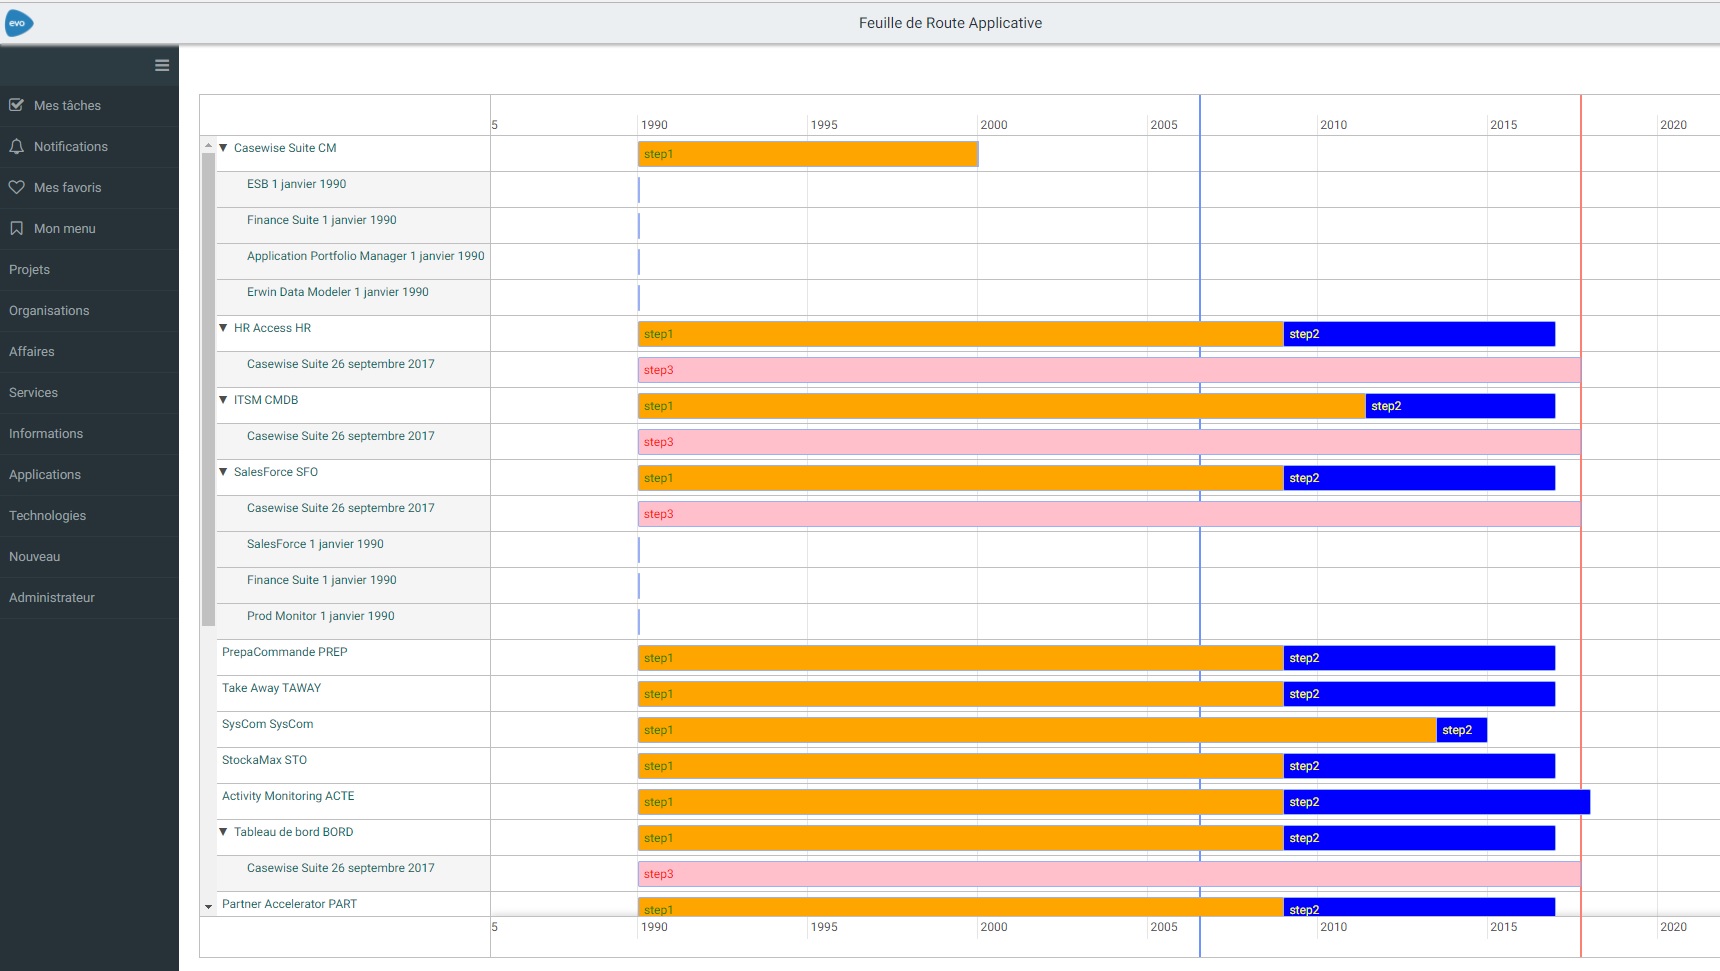 evo
Feuille de Route Applicative
Mes tâches
Notifications
Mes favoris
Mon menu
Projets
Organisations
Affaires
Services
Informations
Applications
Technologies
Nouveau
Administrateur
5 1990 1995 2000 2005 2010 2015 2020
Casewise Suite CM step1
ESB 1 janvier 1990
Finance Suite 1 janvier 1990
Application Portfolio Manager 1 janvier 1990
Erwin Data Modeler 1 janvier 1990
HR Access HR step1 step2
Casewise Suite 26 septembre 2017 step3
ITSM CMDB step1 step2
Casewise Suite 26 septembre 2017 step3
SalesForce SFO step1 step2
Casewise Suite 26 septembre 2017 step3
SalesForce 1 janvier 1990
Finance Suite 1 janvier 1990
Prod Monitor 1 janvier 1990
PrepaCommande PREP step1 step2
Take Away TAWAY step1 step2
SysCom SysCom step1 step2
StockaMax STO step1 step2
Activity Monitoring ACTE step1 step2
Tableau de bord BORD step1 step2
Casewise Suite 26 septembre 2017 step3
Partner Accelerator PART step1 step2
5 1990 1995 2000 2005 2010 2015 2020